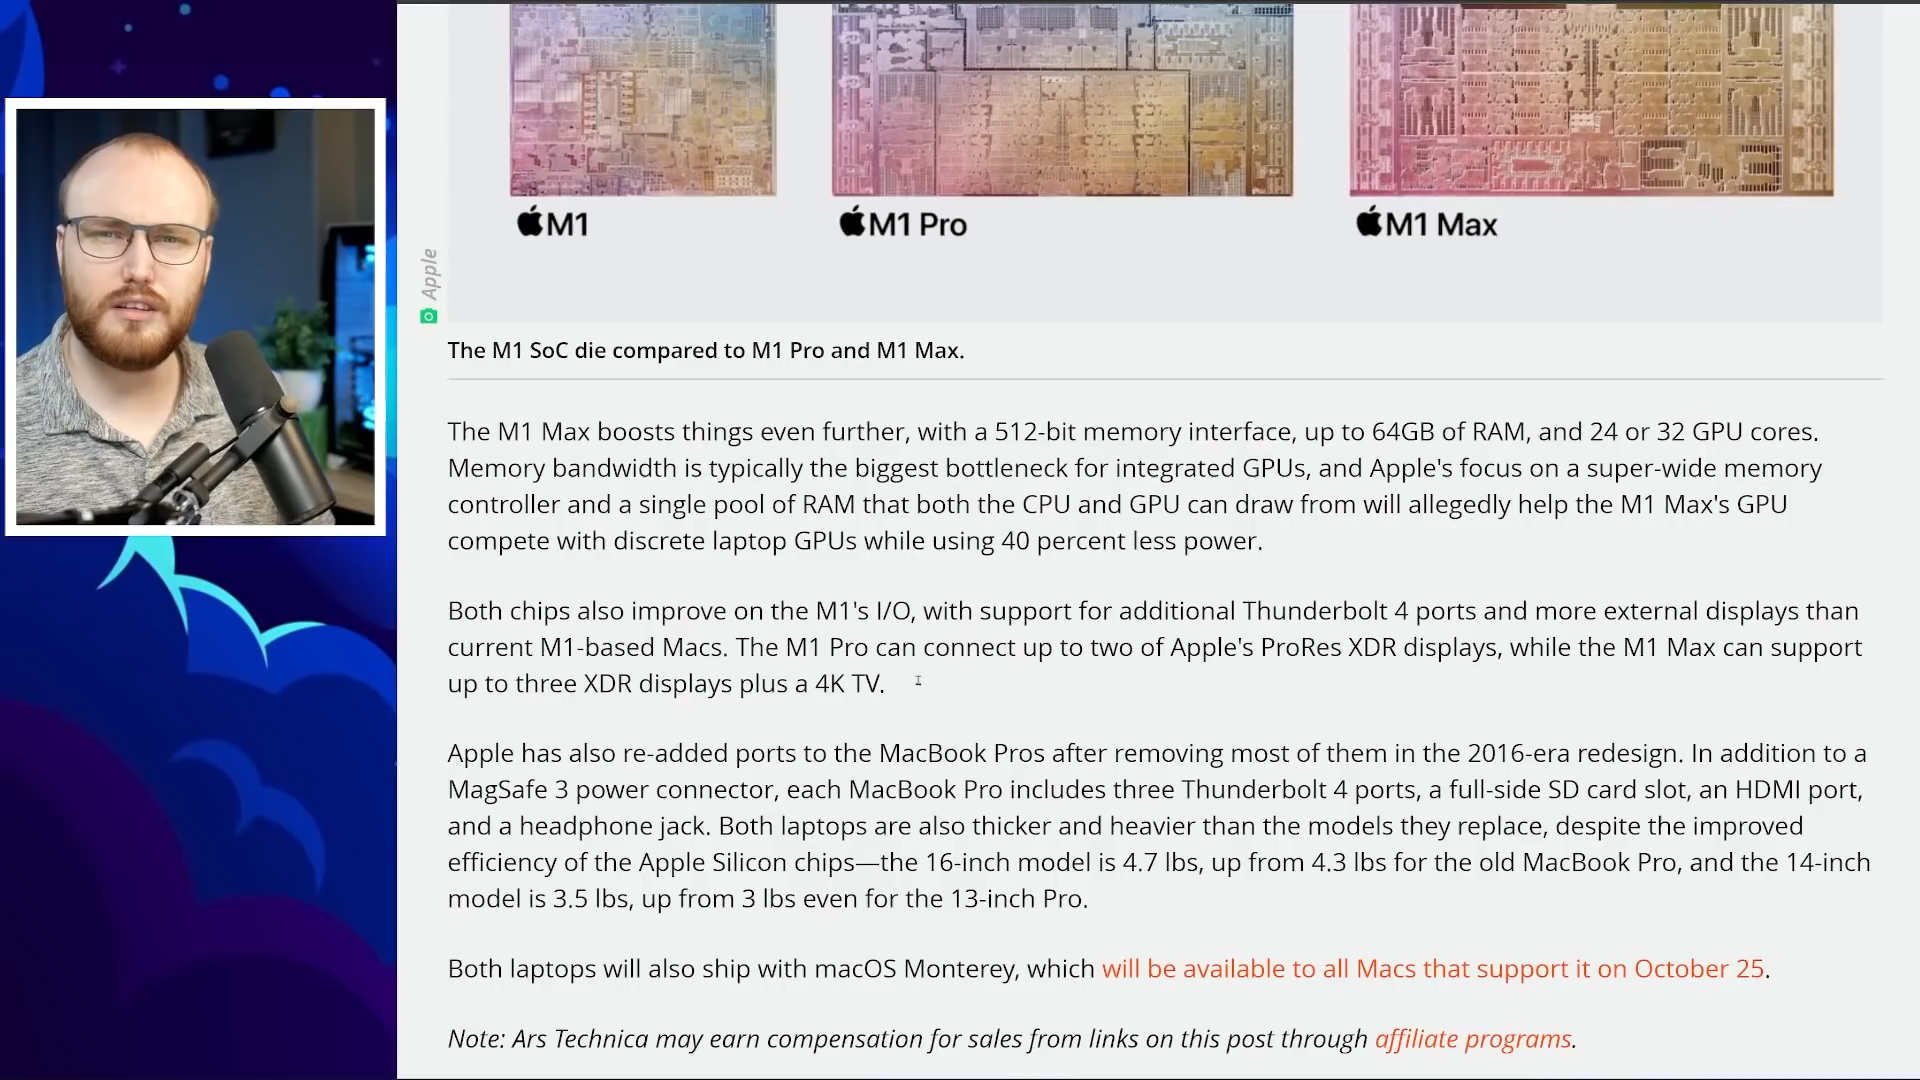 M1
M1 Pro
M1 Max
Apple
The M1 SoC die compared to M1 Pro and M1 Max.
The M1 Max boosts things even further, with a 512-bit memory interface, up to 64GB of RAM, and 24 or 32 GPU cores.
Memory bandwidth is typically the biggest bottleneck for integrated GPUs, and Apple's focus on a super-wide memory
controller and a single pool of RAM that both the CPU and GPU can draw from will allegedly help the M1 Max's GPU
compete with discrete laptop GPUs while using 40 percent less power.
Both chips also improve on the M1's I/O, with support for additional Thunderbolt 4 ports and more external displays than
current M1-based Macs. The M1 Pro can connect up to two of Apple's ProRes XDR displays, while the M1 Max can support
up to three XDR displays plus a 4K TV.
Apple has also re-added ports to the MacBook Pros after removing most of them in the 2016-era redesign. In addition to a
MagSafe 3 power connector, each MacBook Pro includes three Thunderbolt 4 ports, a full-side SD card slot, an HDMI port,
and a headphone jack. Both laptops are also thicker and heavier than the models they replace, despite the improved
efficiency of the Apple Silicon chips—the 16-inch model is 4.7 lbs, up from 4.3 lbs for the old MacBook Pro, and the 14-inch
model is 3.5 lbs, up from 3 lbs even for the 13-inch Pro.
Both laptops will also ship with macOS Monterey, which will be available to all Macs that support it on October 25.
Note: Ars Technica may earn compensation for sales from links on this post through affiliate programs.